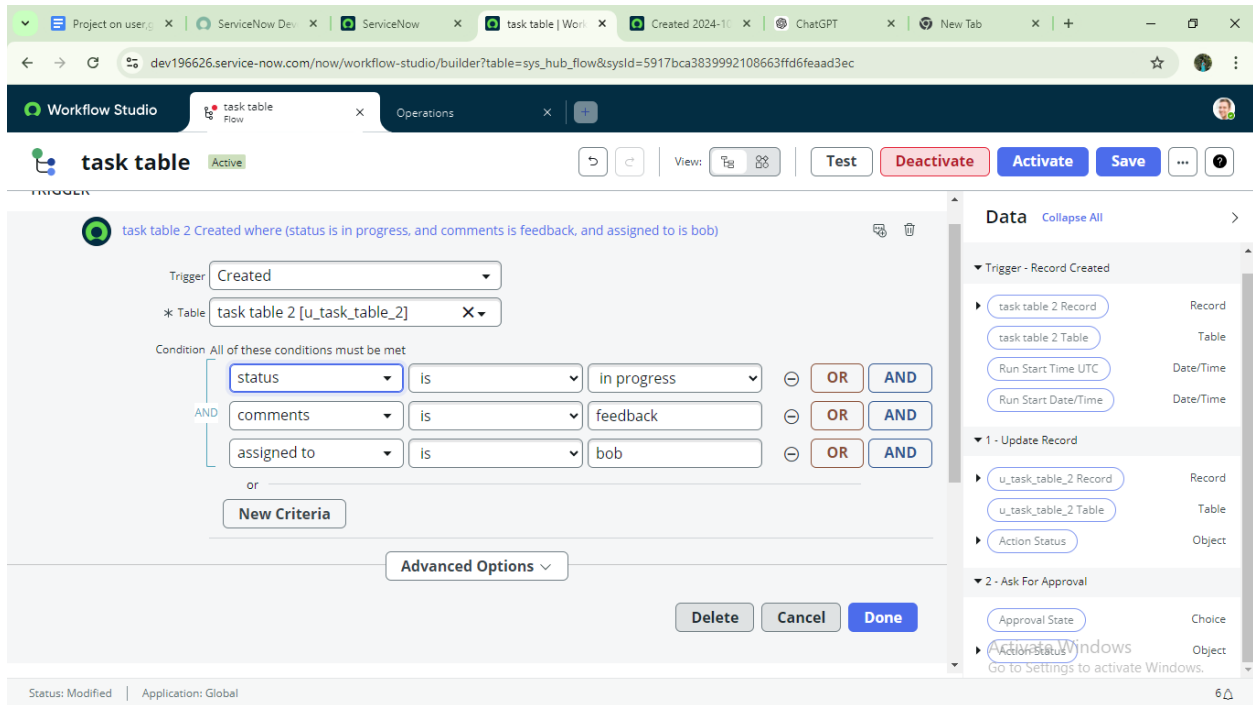 Project on user,g
ServiceNow Dev
ServiceNow
task table | Work
Created 2024-10
ChatGPT
New Tab
dev196626.service-now.com/now/workflow-studio/builder?table=sys_hub_flow&sysId=5917bca3839992108663ffd6feaad3ec
Workflow Studio
task table
Flow
Operations
task table Active
View:
Test
Deactivate
Activate
Save
TRIGGER
task table 2 Created where (status is in progress, and comments is feedback, and assigned to is bob)
Trigger Created
* Table task table 2 [u_task_table_2]
Condition All of these conditions must be met
status is in progress OR AND
AND comments is feedback OR AND
assigned to is bob OR AND
or
New Criteria
Advanced Options
Delete Cancel Done
Data Collapse All
Trigger - Record Created
task table 2 Record Record
task table 2 Table Table
Run Start Time UTC Date/Time
Run Start Date/Time Date/Time
1 - Update Record
u_task_table_2 Record Record
u_task_table_2 Table Table
Action Status Object
2 - Ask For Approval
Approval State Choice
Action Status Object
Activate Windows
Go to Settings to activate Windows.
Status: Modified Application: Global
6